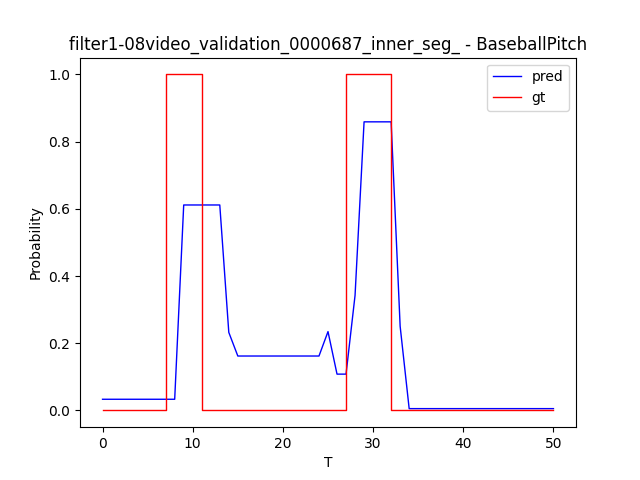 filter1-08video_validation_0000687_inner_seg_ - BaseballPitch
pred
gt
1.0
0.8
0.6
0.4
0.2
0.0
Probability
0
10
20
30
40
50
T